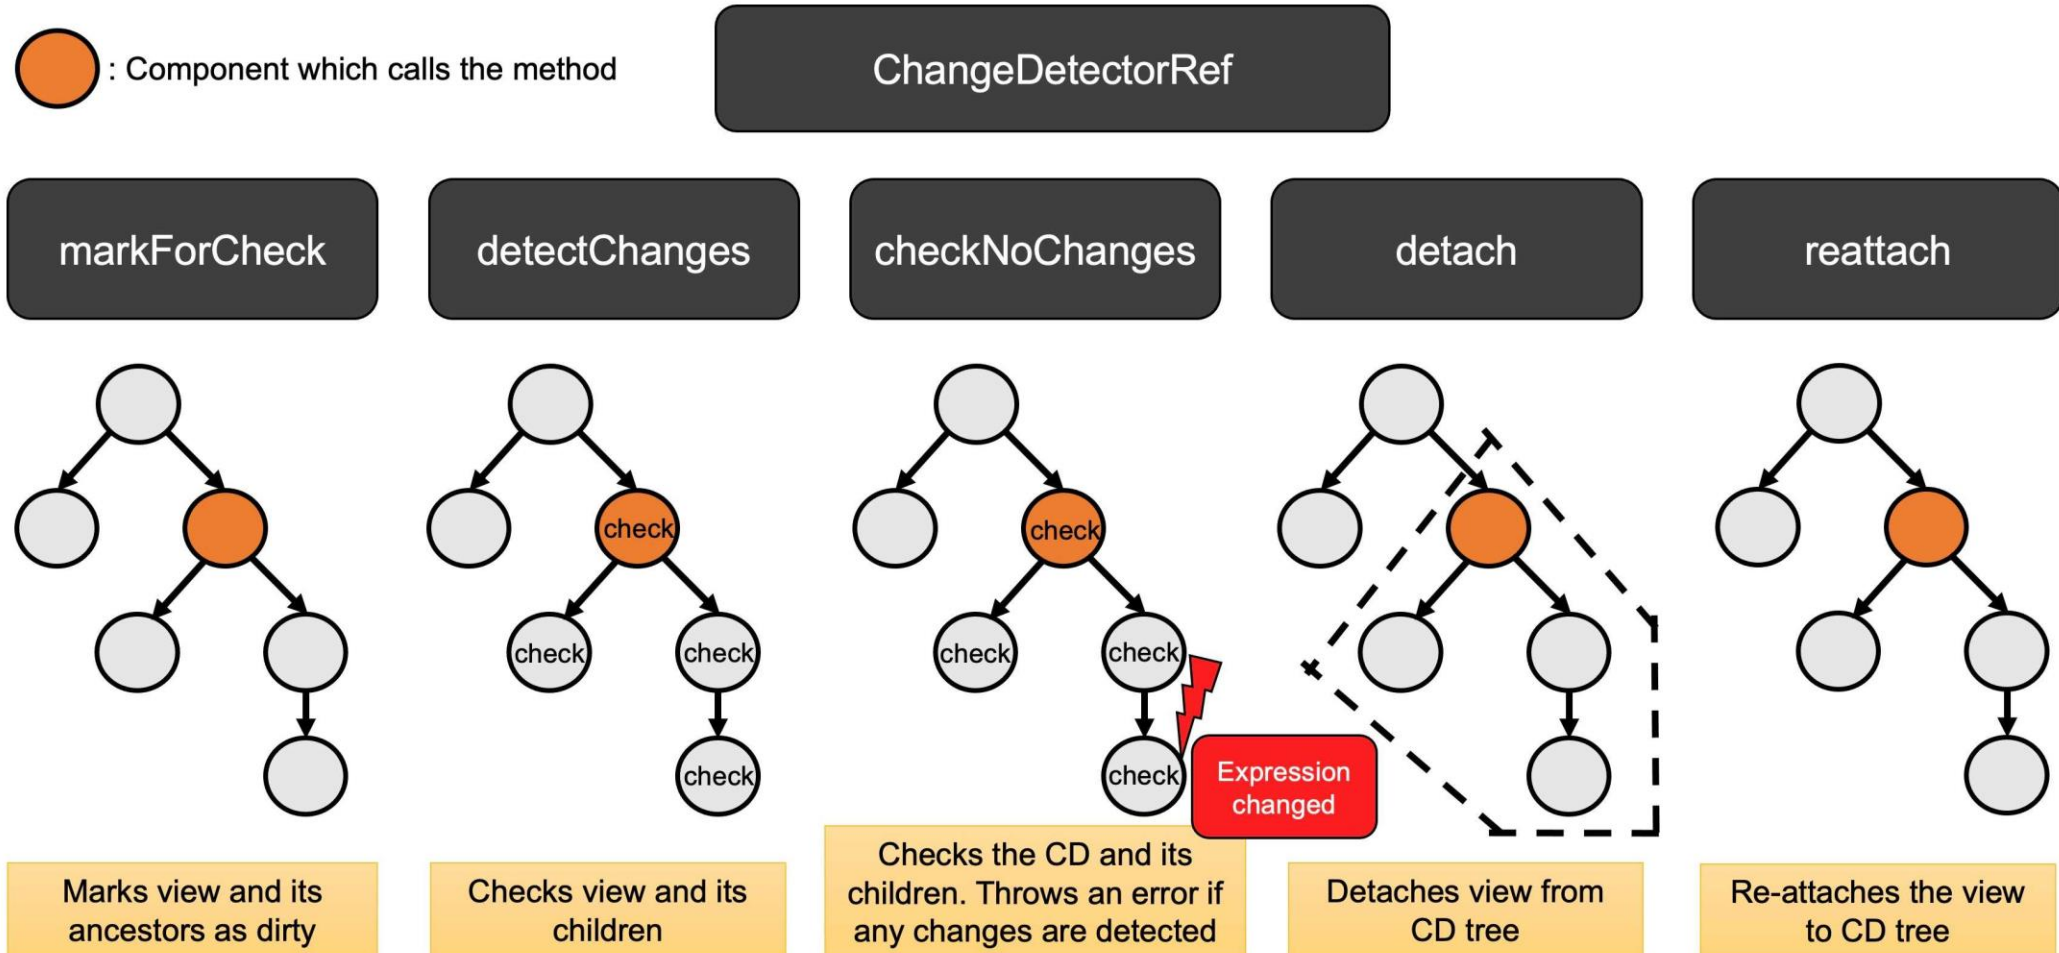 : Component which calls the method
ChangeDetectorRef
markForCheck
detectChanges
checkNoChanges
detach
reattach
check
check
check
check
check
check
check
check
Expression
changed
Marks view and its
ancestors as dirty
Checks view and its
children
Checks the CD and its
children. Throws an error if
any changes are detected
Detaches view from
CD tree
Re-attaches the view
to CD tree